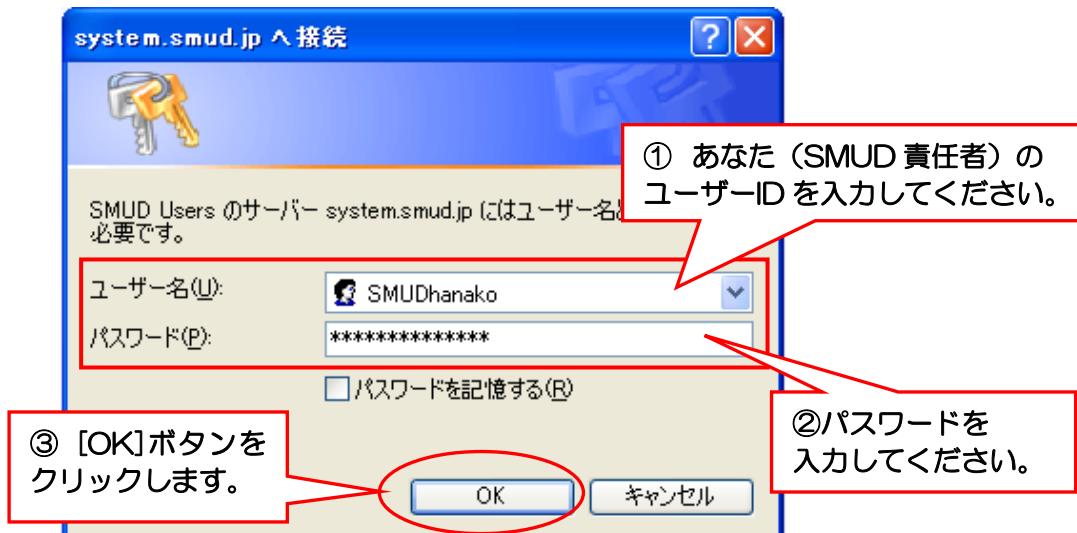 system.smud.jp へ接続
① あなた（SMUD 責任者）の
ユーザーID を入力してください。
SMUD Users のサーバー system.smud.jp にはユーザー名
必要です。
ユーザー名(U):
SMUDhanako
パスワード(P):
**************
パスワードを記憶する(R)
②パスワードを
入力してください。
③ [OK]ボタンを
クリックします。
OK
キャンセル